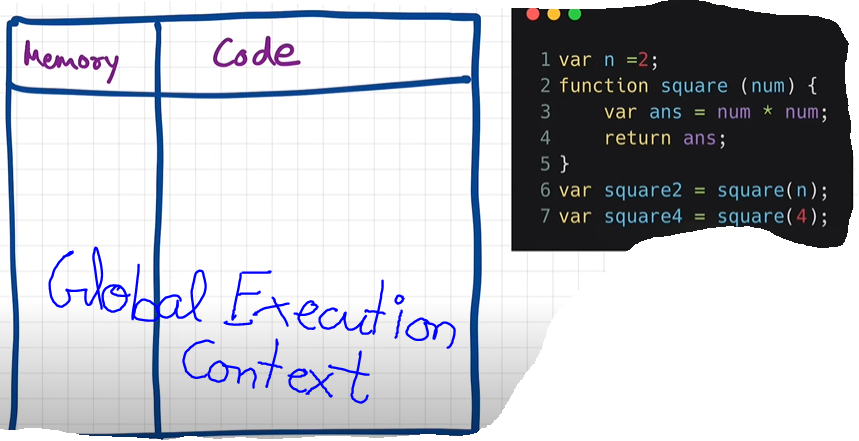 Memory
Code
Global Execution
Context
1 var n =2;
2 function square (num) {
3     var ans = num * num;
4     return ans;
5 }
6 var square2 = square(n);
7 var square4 = square(4);